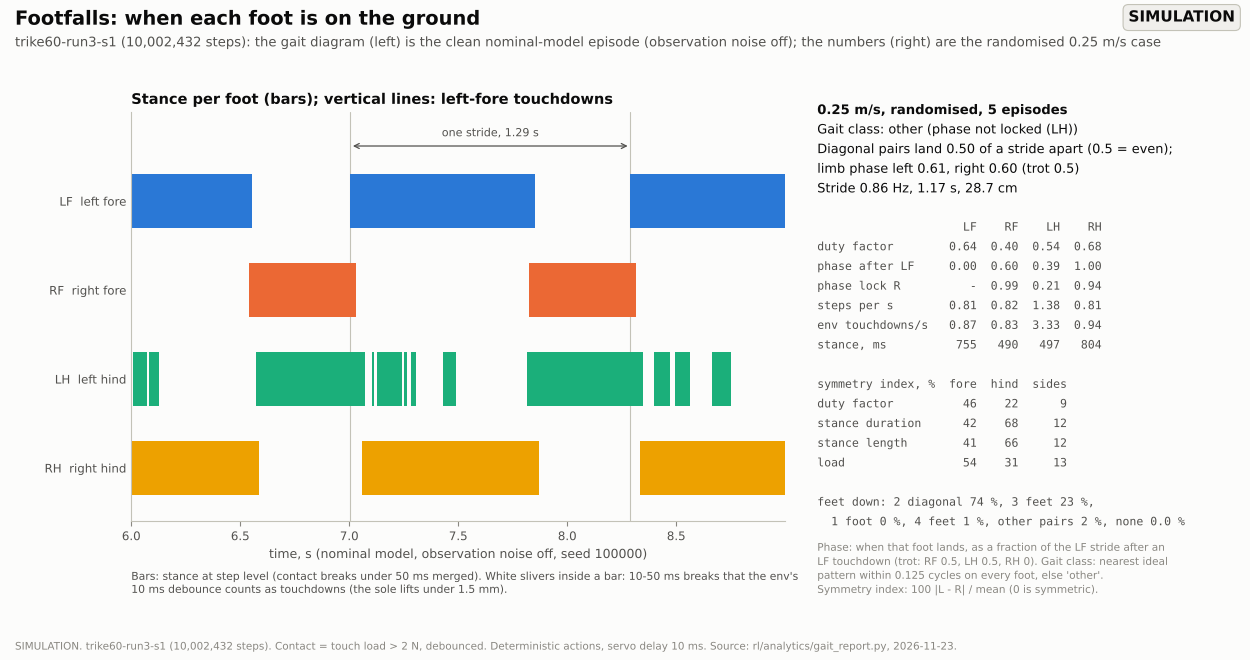 Footfalls: when each foot is on the ground
SIMULATION
trike60-run3-s1 (10,002,432 steps): the gait diagram (left) is the clean nominal-model episode (observation noise off); the numbers (right) are the randomised 0.25 m/s case
Stance per foot (bars); vertical lines: left-fore touchdowns
one stride, 1.29 s
LF left fore
RF right fore
LH left hind
RH right hind
6.0 6.5 7.0 7.5 8.0 8.5
time, s (nominal model, observation noise off, seed 100000)
Bars: stance at step level (contact breaks under 50 ms merged). White slivers inside a bar: 10-50 ms breaks that the env's
10 ms debounce counts as touchdowns (the sole lifts under 1.5 mm).
0.25 m/s, randomised, 5 episodes
Gait class: other (phase not locked (LH))
Diagonal pairs land 0.50 of a stride apart (0.5 = even);
limb phase left 0.61, right 0.60 (trot 0.5)
Stride 0.86 Hz, 1.17 s, 28.7 cm
LF RF LH RH
duty factor 0.64 0.40 0.54 0.68
phase after LF 0.00 0.60 0.39 1.00
phase lock R - 0.99 0.21 0.94
steps per s 0.81 0.82 1.38 0.81
env touchdowns/s 0.87 0.83 3.33 0.94
stance, ms 755 490 497 804
symmetry index, % fore hind sides
duty factor 46 22 9
stance duration 42 68 12
stance length 41 66 12
load 54 31 13
feet down: 2 diagonal 74 %, 3 feet 23 %,
1 foot 0 %, 4 feet 1 %, other pairs 2 %, none 0.0 %
Phase: when that foot lands, as a fraction of the LF stride after an
LF touchdown (trot: RF 0.5, LH 0.5, RH 0). Gait class: nearest ideal
pattern within 0.125 cycles on every foot, else 'other'.
Symmetry index: 100 |L - R| / mean (0 is symmetric).
SIMULATION. trike60-run3-s1 (10,002,432 steps). Contact = touch load > 2 N, debounced. Deterministic actions, servo delay 10 ms. Source: rl/analytics/gait_report.py, 2026-11-23.